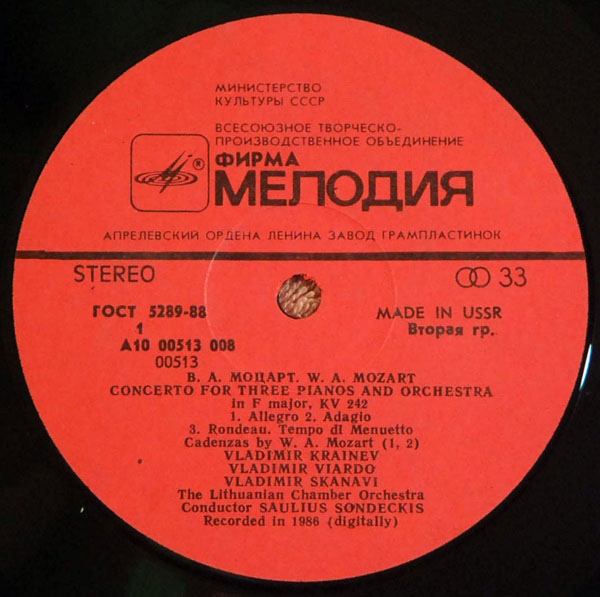 МИНИСТЕРСТВО
КУЛЬТУРЫ СССР
ВСЕСОЮЗНОЕ ТВОРЧЕСКО-
ПРОИЗВОДСТВЕННОЕ ОБЪЕДИНЕНИЕ
®
ФИРМА
МЕЛОДИЯ
АПРЕЛЕВСКИЙ ОРДЕНА ЛЕНИНА ЗАВОД ГРАМПЛАСТИНОК
STEREO
33
ГОСТ 5289-88
MADE IN USSR
1
Вторая гр.
А10 00513 008
00513
В. А. МОЦАРТ. W. A. MOZART
CONCERTO FOR THREE PIANOS AND ORCHESTRA
in F major, KV 242
1. Allegro 2. Adagio
3. Rondeau. Tempo di Menuetto
Cadenzas by W. A. Mozart (1, 2)
VLADIMIR KRAINEV
VLADIMIR VIARDO
VLADIMIR SKANAVI
The Lithuanian Chamber Orchestra
Conductor SAULIUS SONDECKIS
Recorded in 1986 (digitally)